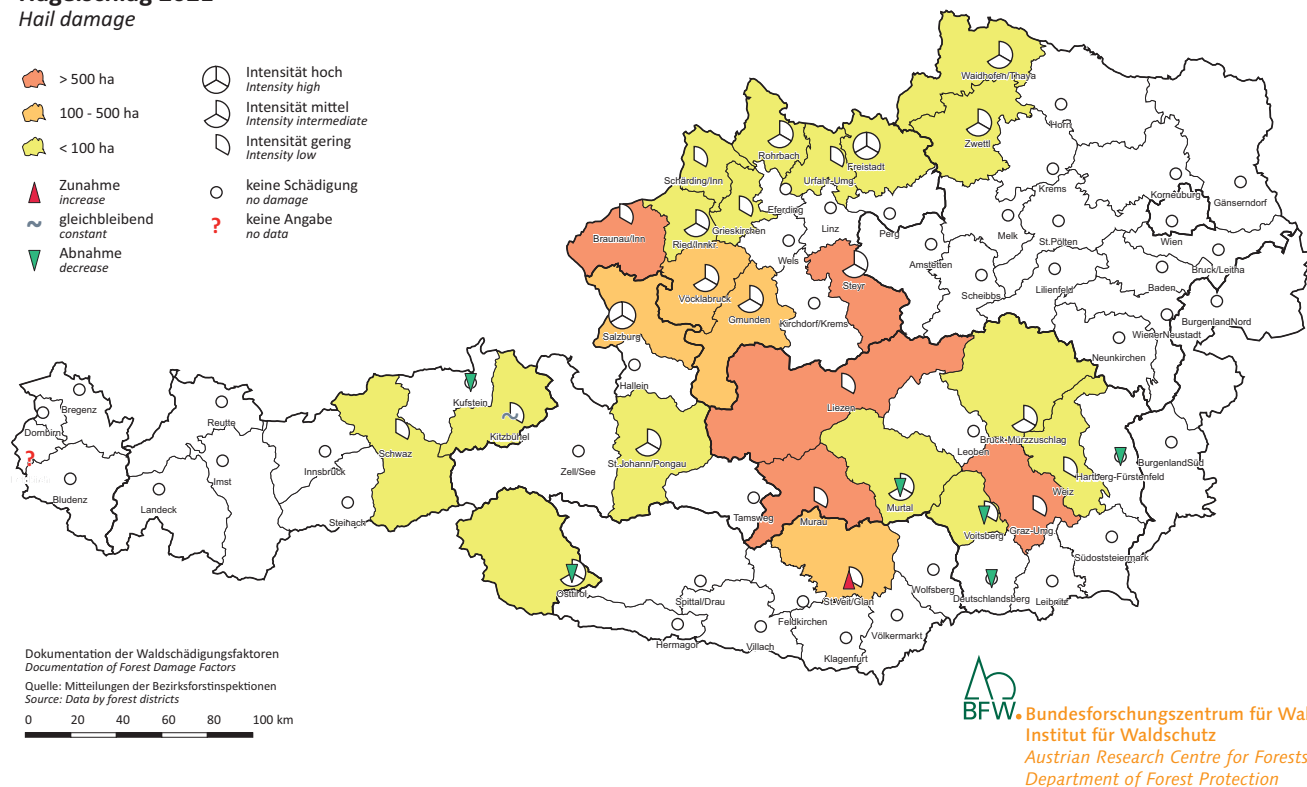 Hail damage
> 500 ha
100 - 500 ha
< 100 ha
Intensität hoch
Intensity high
Intensität mittel
Intensity intermediate
Intensität gering
Intensity low
Zunahme
increase
~ gleichbleibend
constant
Abnahme
decrease
keine Schädigung
no damage
? keine Angabe
no data
Waidhofen/Thaya
Horn
Zwettl
Rohrbach
Freistadt
Schärding/Inn
Urfahr-Umg.
Krems
Korneuburg
Gänserndorf
Eferding
Grieskirchen
Linz
Perg
Melk
St.Pölten
Wien
Braunau/Inn
Ried/Innkr.
Wels
Amstetten
Bruck/Leitha
Steyr
Scheibbs
Lilienfeld
Baden
Vöcklabruck
Gmunden
Kirchdorf/Krems
BurgenlandNord
Salzburg
WienerNeustadt
Neunkirchen
Hallein
Kufstein
Bregenz
Liezen
Reutte
Dornbirn
Kitzbühel
Bruck-Mürzzuschlag
Schwaz
Leoben
?
Innsbruck
Zell/See
St.Johann/Pongau
BurgenlandSüd
Hartberg-Fürstenfeld
Imst
Weiz
Bludenz
Landeck
Steinach
Tamsweg
Murau
Murtal
Voitsberg
Graz-Umg.
Südoststeiermark
Osttirol
Spittal/Drau
St.Veit/Glan
Wolfsberg
Deutschlandsberg
Leibnitz
Feldkirchen
Völkermarkt
Hermagor
Villach
Klagenfurt
Dokumentation der Waldschädigungsfaktoren
Documentation of Forest Damage Factors
Quelle: Mitteilungen der Bezirksforstinspektionen
Source: Data by forest districts
0 20 40 60 80 100 km
BFW.
Bundesforschungszentrum für Wal
Institut für Waldschutz
Austrian Research Centre for Forests
Department of Forest Protection